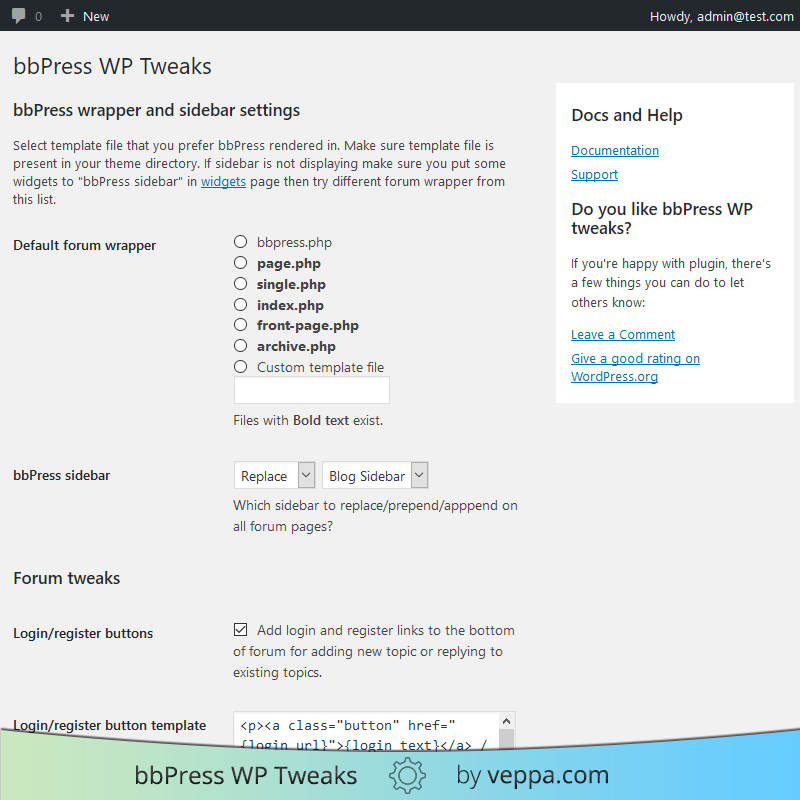 0 New Howdy, admin@test.com
bbPress WP Tweaks
bbPress wrapper and sidebar settings
Select template file that you prefer bbPress rendered in. Make sure template file is
present in your theme directory. If sidebar is not displaying make sure you put some
widgets to "bbPress sidebar" in widgets page then try different forum wrapper from
this list.
Default forum wrapper
bbpress.php
page.php
single.php
index.php
front-page.php
archive.php
Custom template file
Files with Bold text exist.
bbPress sidebar
Replace Blog Sidebar
Which sidebar to replace/prepend/apppend on
all forum pages?
Forum tweaks
Login/register buttons
Add login and register links to the bottom
of forum for adding new topic or replying to
existing topics.
Login/register button template
<p><a class="button" href="
{login_url}">{login_text}</a> /
Docs and Help
Documentation
Support
Do you like bbPress WP
tweaks?
If you're happy with plugin, there's
a few things you can do to let
others know:
Leave a Comment
Give a good rating on
WordPress.org
bbPress WP Tweaks by veppa.com